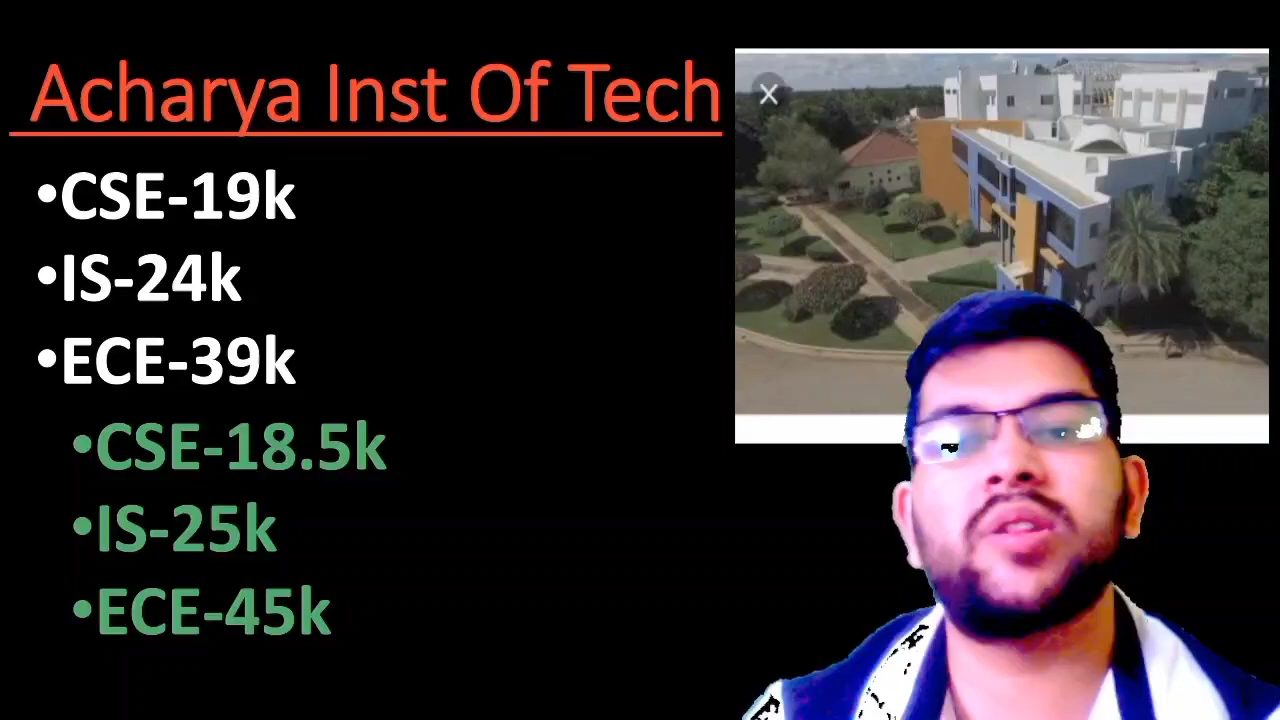 Acharya Inst Of Tech
•CSE-19k
•IS-24k
•ECE-39k
•CSE-18.5k
•IS-25k
•ECE-45k